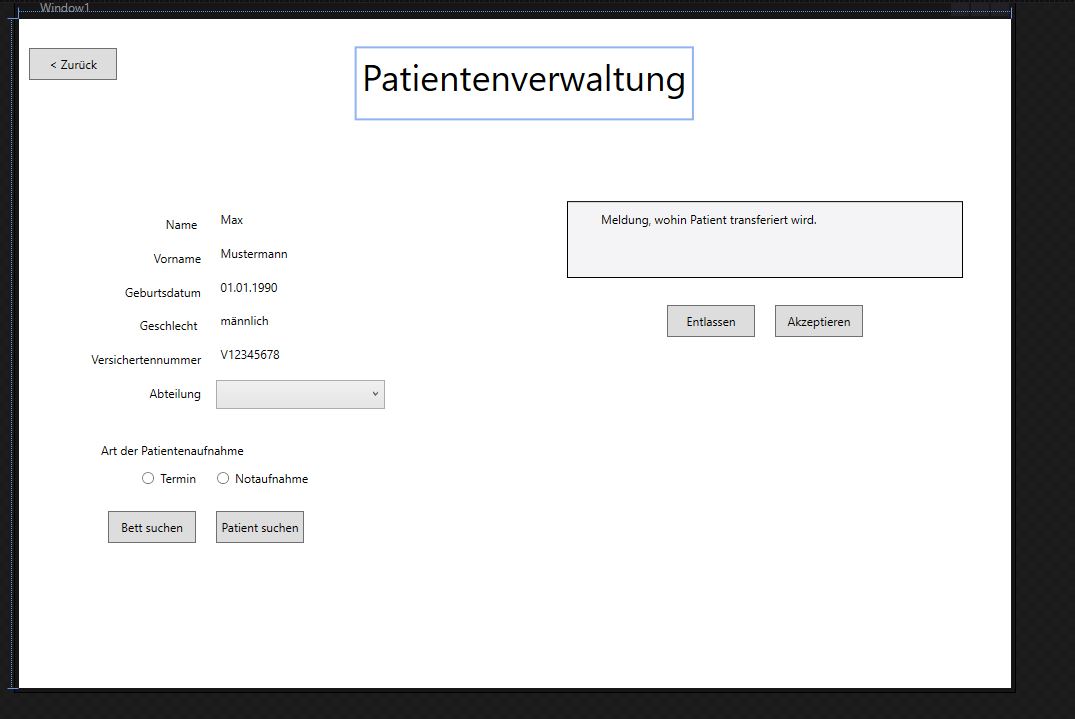 Window1
< Zurück
Patientenverwaltung
Name Max
Vorname Mustermann
Geburtsdatum 01.01.1990
Geschlecht männlich
Versichertennummer V12345678
Abteilung
Art der Patientenaufnahme
Termin Notaufnahme
Bett suchen Patient suchen
Meldung, wohin Patient transferiert wird.
Entlassen Akzeptieren